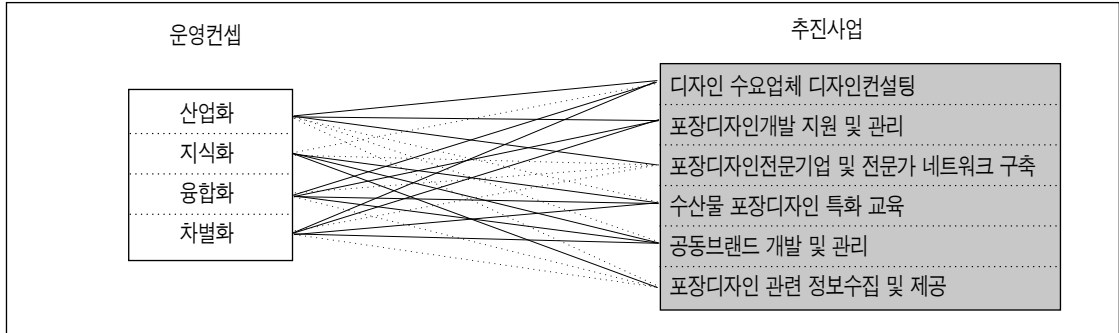 운영컨셉
추진사업
산업화
지식화
융합화
차별화
디자인 수요업체 디자인컨설팅
포장디자인개발 지원 및 관리
포장디자인전문기업 및 전문가 네트워크 구축
수산물 포장디자인 특화 교육
공동브랜드 개발 및 관리
포장디자인 관련 정보수집 및 제공